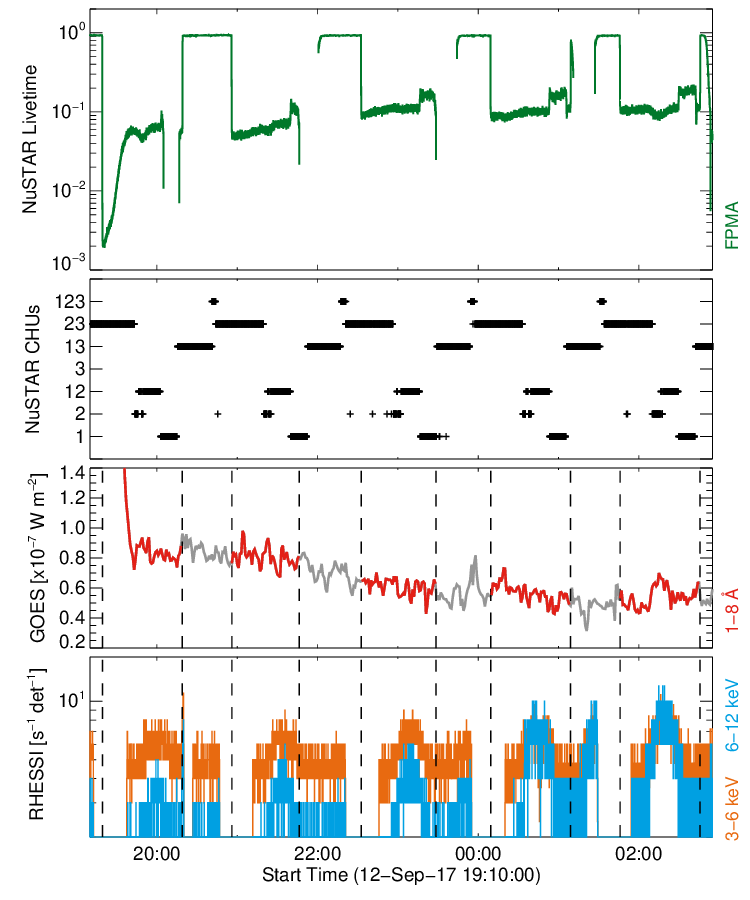 NuSTAR Livetime
10⁰
10⁻¹
10⁻²
10⁻³
FPMA
NuSTAR CHUs
123
23
13
3
12
2
1
GOES [x10⁻⁷ W m⁻²]
1.4
1.2
1.0
0.8
0.6
0.4
0.2
1−8 Å
RHESSI [s⁻¹ det⁻¹]
10¹
3−6 keV
6−12 keV
20:00
22:00
00:00
02:00
Start Time (12−Sep−17 19:10:00)